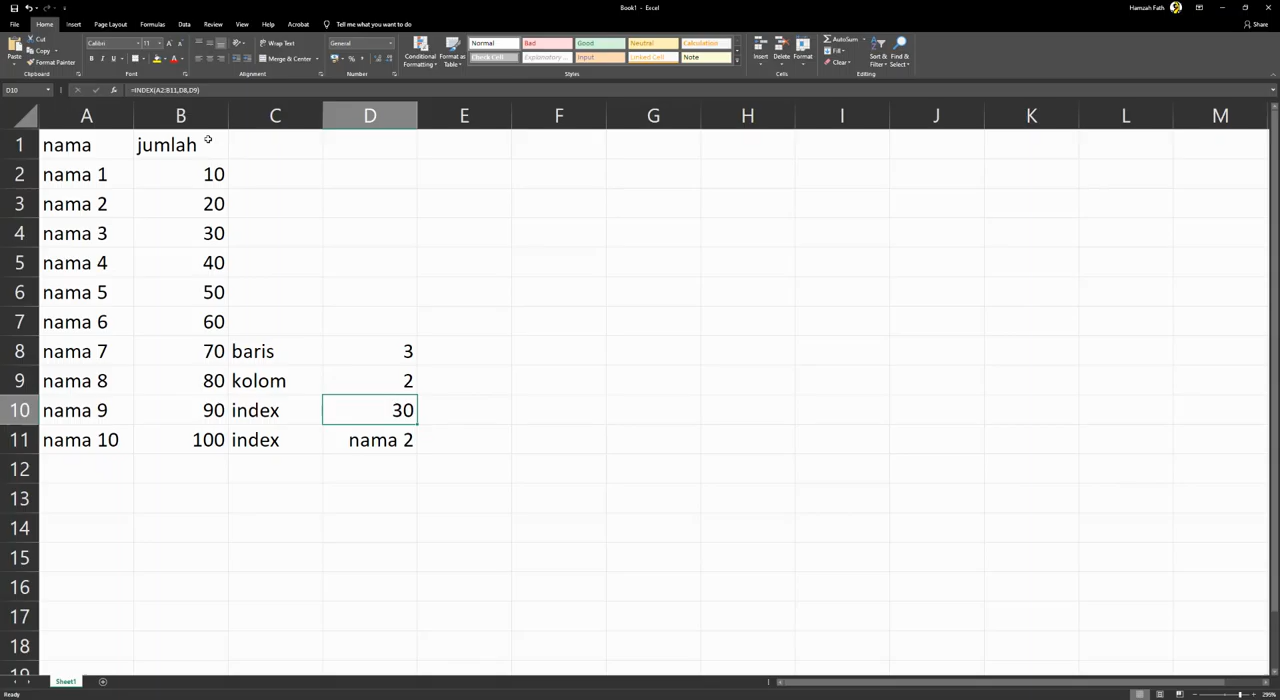 Book1 - Excel
Hamzah Fath
File Home Insert Page Layout Formulas Data Review View Help Acrobat Tell me what you want to do Share
Paste Cut Copy Format Painter Clipboard
Calibri 11 B I U Font
Wrap Text Merge & Center Alignment
General % Number
Conditional Formatting Format as Table Normal Bad Good Neutral Calculation Check Cell Explanatory ... Input Linked Cell Note Styles
Insert Delete Format Cells
AutoSum Fill Clear Sort & Filter Find & Select Editing
D10 fx =INDEX(A2:B11,D8,D9)
A B C D E F G H I J K L M
1 nama jumlah
2 nama 1 10
3 nama 2 20
4 nama 3 30
5 nama 4 40
6 nama 5 50
7 nama 6 60
8 nama 7 70 baris 3
9 nama 8 80 kolom 2
10 nama 9 90 index 30
11 nama 10 100 index nama 2
12
13
14
15
16
17
18
19
Sheet1
Ready 295%